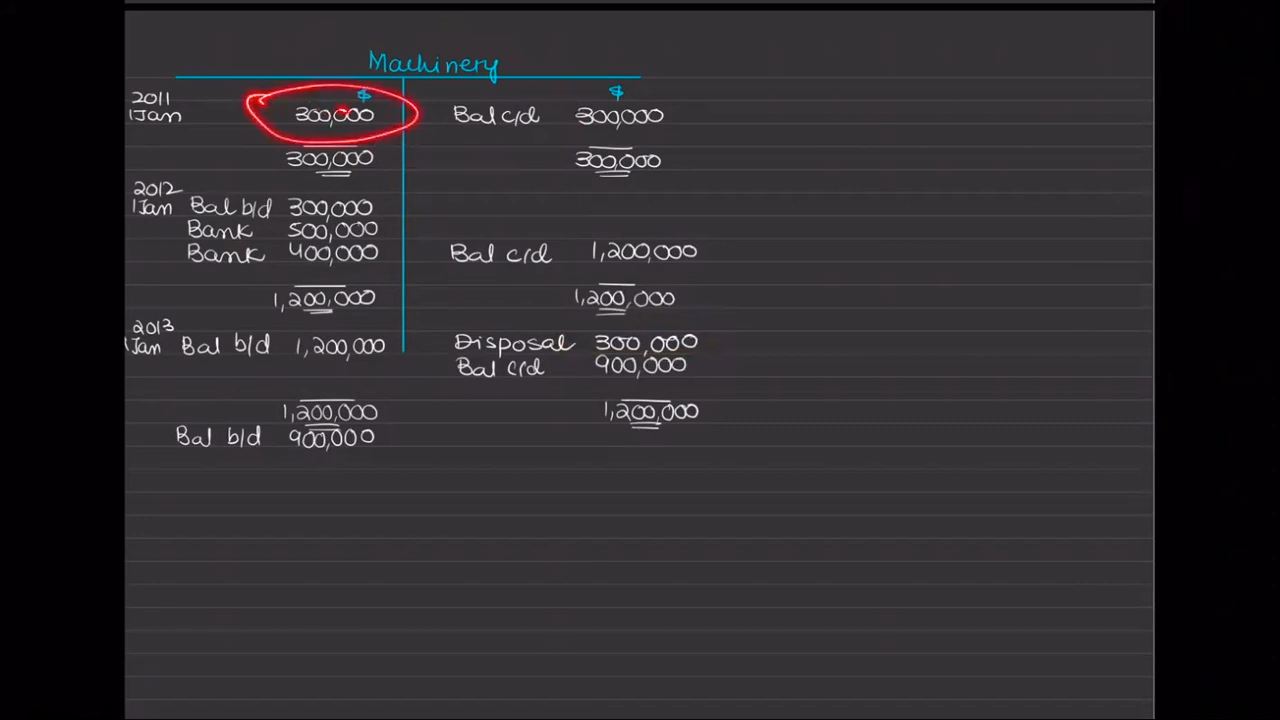 Machinery
$ $
2011
1Jan 300,000 Bal c/d 300,000
300,000 300,000
2012
1Jan Bal b/d 300,000
Bank 500,000
Bank 400,000 Bal c/d 1,200,000
1,200,000 1,200,000
2013
1Jan Bal b/d 1,200,000 Disposal 300,000
Bal c/d 900,000
1,200,000 1,200,000
Bal b/d 900,000